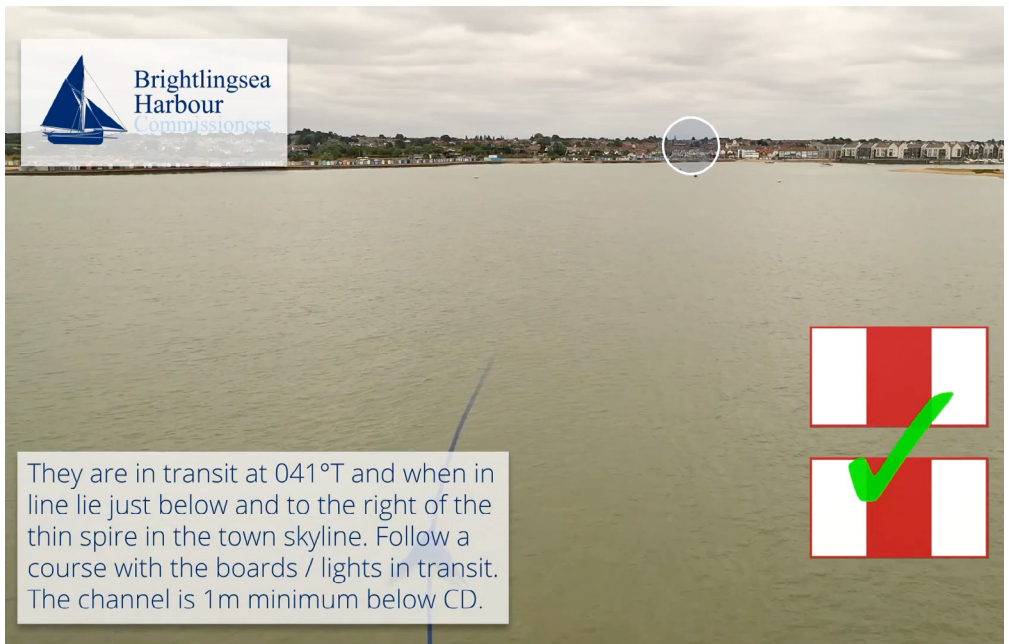 Brightlingsea
Harbour
Commissioners
They are in transit at 041°T and when in
line lie just below and to the right of the
thin spire in the town skyline. Follow a
course with the boards / lights in transit.
The channel is 1m minimum below CD.